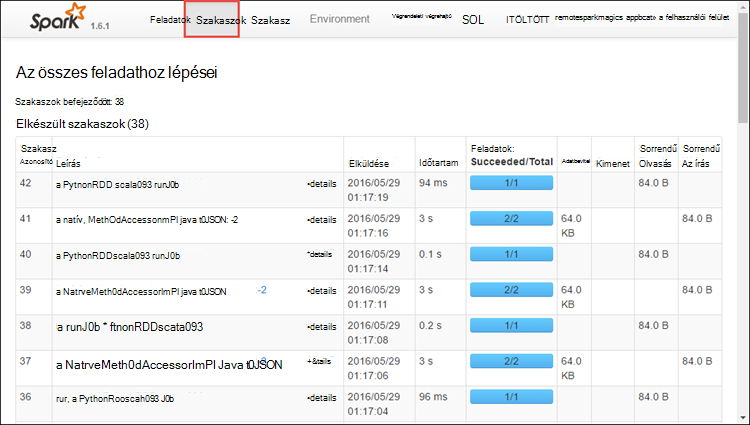 Spark 1.6.1 Feladatok Szakaszok Szakasz Environment Végrendeleti végrehajtó SOL ITÖLTÖTT remotesparkmagics appbcat» a felhasználói felület
Az összes feladathoz lépései
Szakaszok befejeződött: 38
Elkészült szakaszok (38)
Szakasz Azonosító Leírás Elküldése Időtartam Feladatok: Succeeded/Total Adatbevitel Kimenet Sorrendű Olvasás Sorrendű Az írás
42 a PytnonRDD scala093 runJ0b •details 2016/05/29 94 ms 1/1 84.0 B
01:17:19
41 a natív, MethOdAccessonmPl java t0JSON: -2 •details 2016/05/29 3 s 2/2 64.0 84.0 B
01:17:16 KB
40 a PythonRDDscala093 runJ0b *details 2016/05/29 0.1 s 1/1 84.0 B
01:17:14
39 a NatrveMeth0dAccessorImPl java t0JSON -2 •details 2016/05/29 3 s 2/2 64.0 84.0 B
01:17:11 KB
38 a runJ0b * ftnonRDDscata093 •details 2016/05/29 0.2 s 1/1 84.0 B
01:17:08
37 a NatrveMeth0dAccessorImPl Java t0JSON +&tails 2016/05/29 3 s 2/2 64.0 84.0 B
01:17:06 KB
36 rur, a PythonRooscah093 J0b •details 2016/05/29 96 ms 1/1 84.0 B
01:17:04